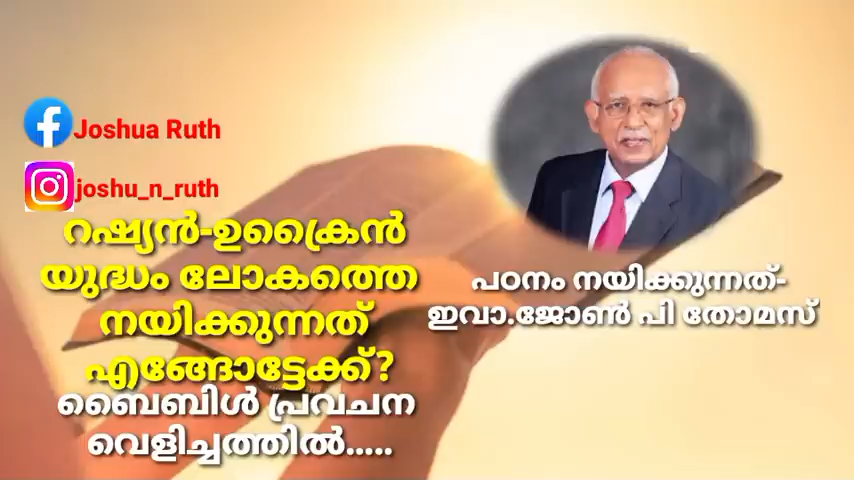 Joshua Ruth
joshu_n_ruth
റഷ്യൻ-ഉക്രൈൻ
യുദ്ധം ലോകത്തെ
നയിക്കുന്നത്
എങ്ങോട്ടേക്ക്?
ബൈബിൾ പ്രവചന
വെളിച്ചത്തിൽ.....
പഠനം നയിക്കുന്നത്-
ഇവാ.ജോൺ പി തോമസ്